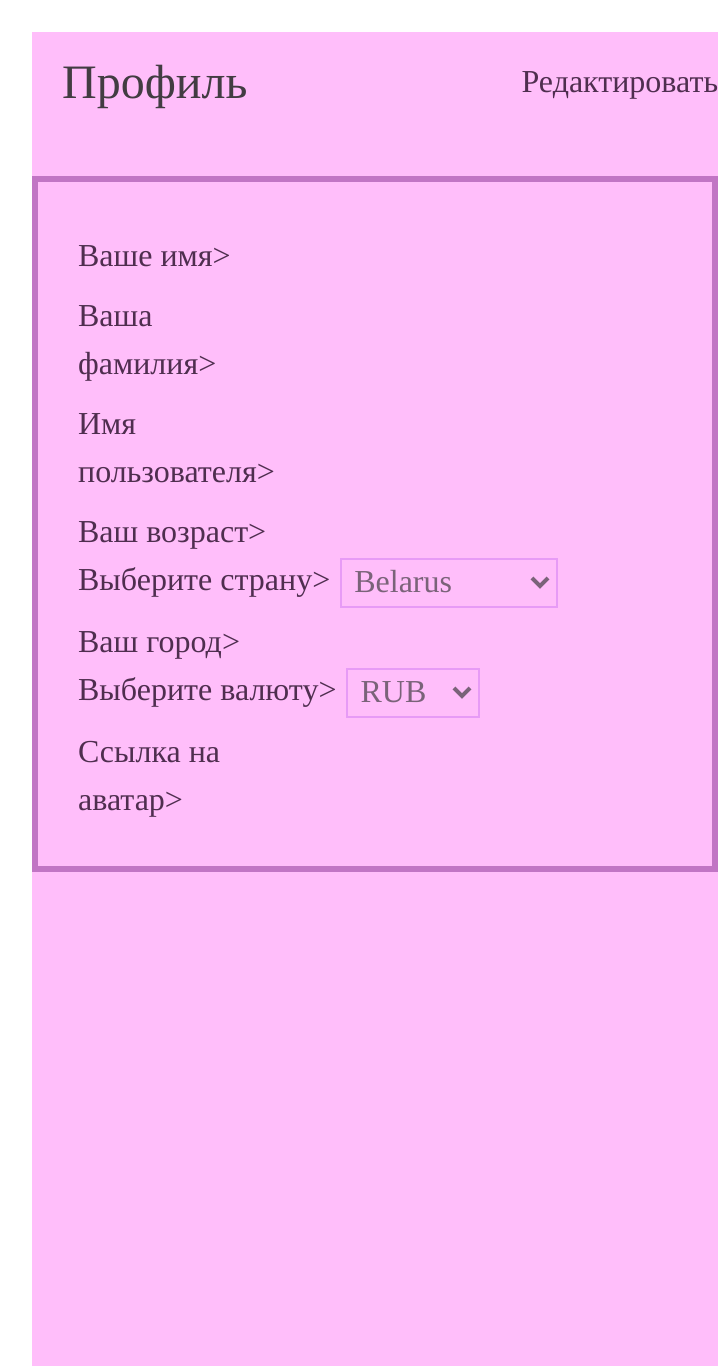 Профиль
Редактировать
Ваше имя>
Ваша
фамилия>
Имя
пользователя>
Ваш возраст>
Выберите страну> Belarus
Ваш город>
Выберите валюту> RUB
Ссылка на
аватар>